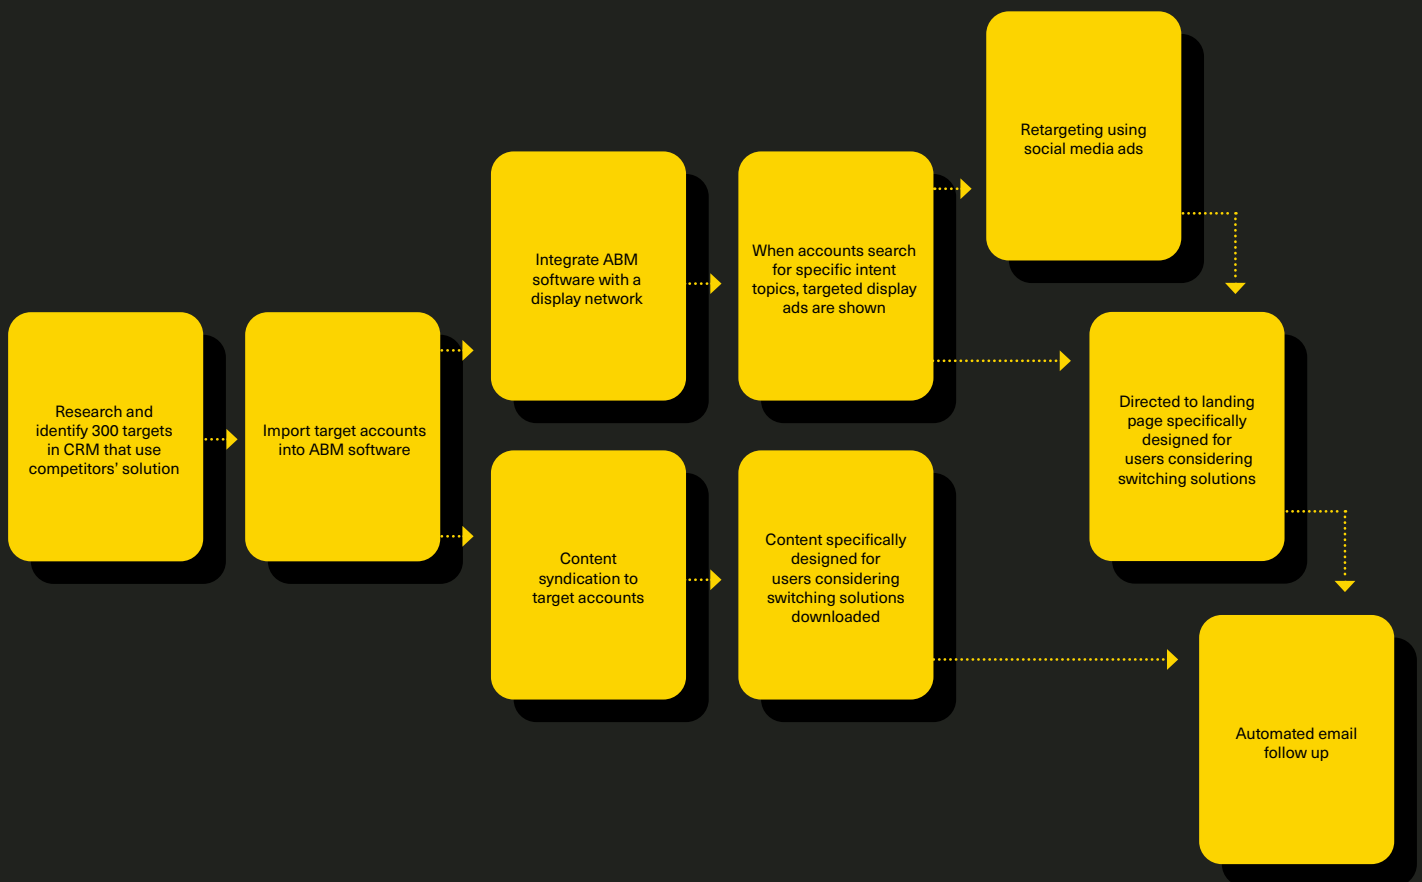 Research and
identify 300 targets
in CRM that use
competitors’ solution
Import target accounts
into ABM software
Integrate ABM
software with a
display network
When accounts search
for specific intent
topics, targeted display
ads are shown
Retargeting using
social media ads
Directed to landing
page specifically
designed for
users considering
switching solutions
Content
syndication to
target accounts
Content specifically
designed for
users considering
switching solutions
downloaded
Automated email
follow up